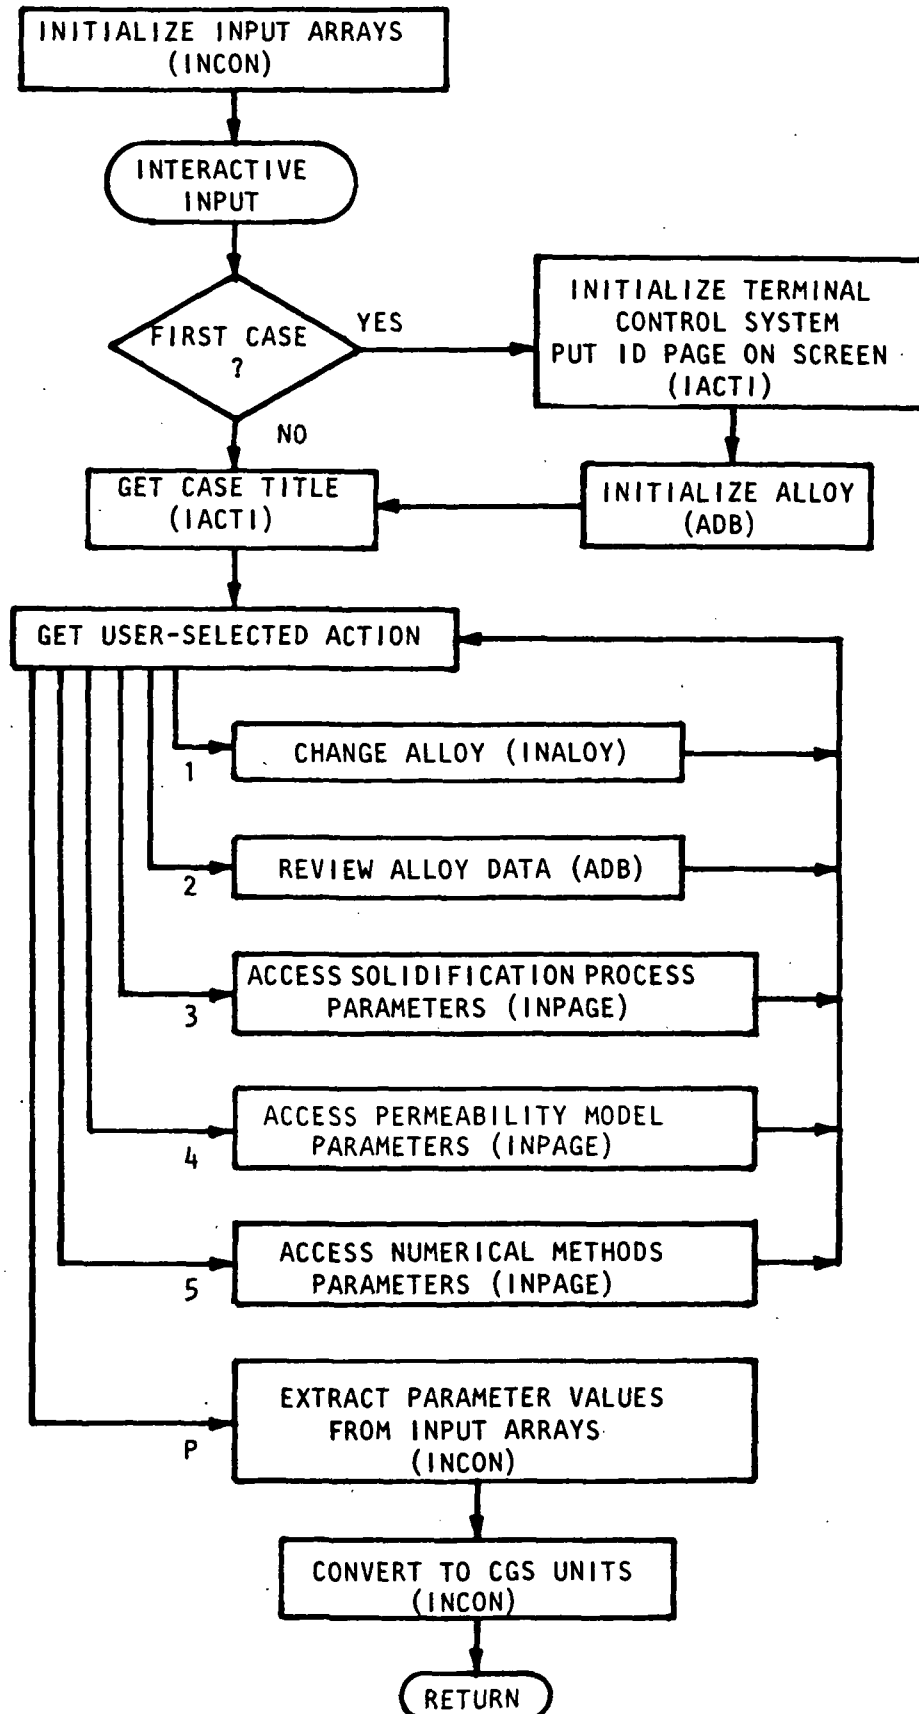 INITIALIZE INPUT ARRAYS
(INCON)
INTERACTIVE
INPUT
FIRST CASE
?
YES
NO
INITIALIZE TERMINAL
CONTROL SYSTEM
PUT ID PAGE ON SCREEN
(IACTI)
INITIALIZE ALLOY
(ADB)
GET CASE TITLE
(IACTI)
GET USER-SELECTED ACTION
1
CHANGE ALLOY (INALOY)
2
REVIEW ALLOY DATA (ADB)
3
ACCESS SOLIDIFICATION PROCESS
PARAMETERS (INPAGE)
4
ACCESS PERMEABILITY MODEL
PARAMETERS (INPAGE)
5
ACCESS NUMERICAL METHODS
PARAMETERS (INPAGE)
P
EXTRACT PARAMETER VALUES
FROM INPUT ARRAYS
(INCON)
CONVERT TO CGS UNITS
(INCON)
RETURN